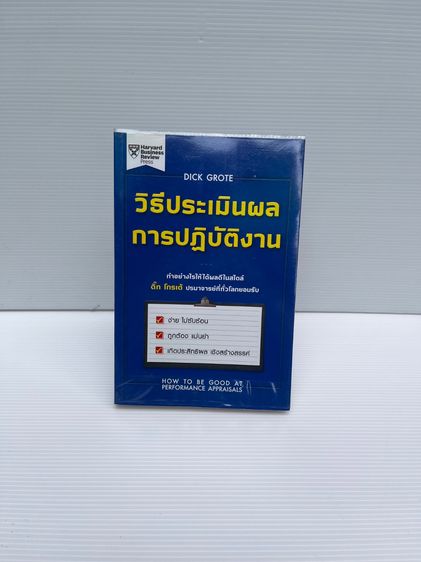 Harvard
Business
Review
Press
DICK GROTE
วิธีประเมินผล
การปฏิบัติงาน
ทำอย่างไรให้ได้ผลดีในสไตล์
ดิ๊ก โกรเต้ ปรมาจารย์ที่ทั่วโลกยอมรับ
ง่าย ไม่ซับซ้อน
ถูกต้อง แม่นยำ
เกิดประสิทธิผล เชิงสร้างสรรค์
HOW TO BE GOOD AT
PERFORMANCE APPRAISALS